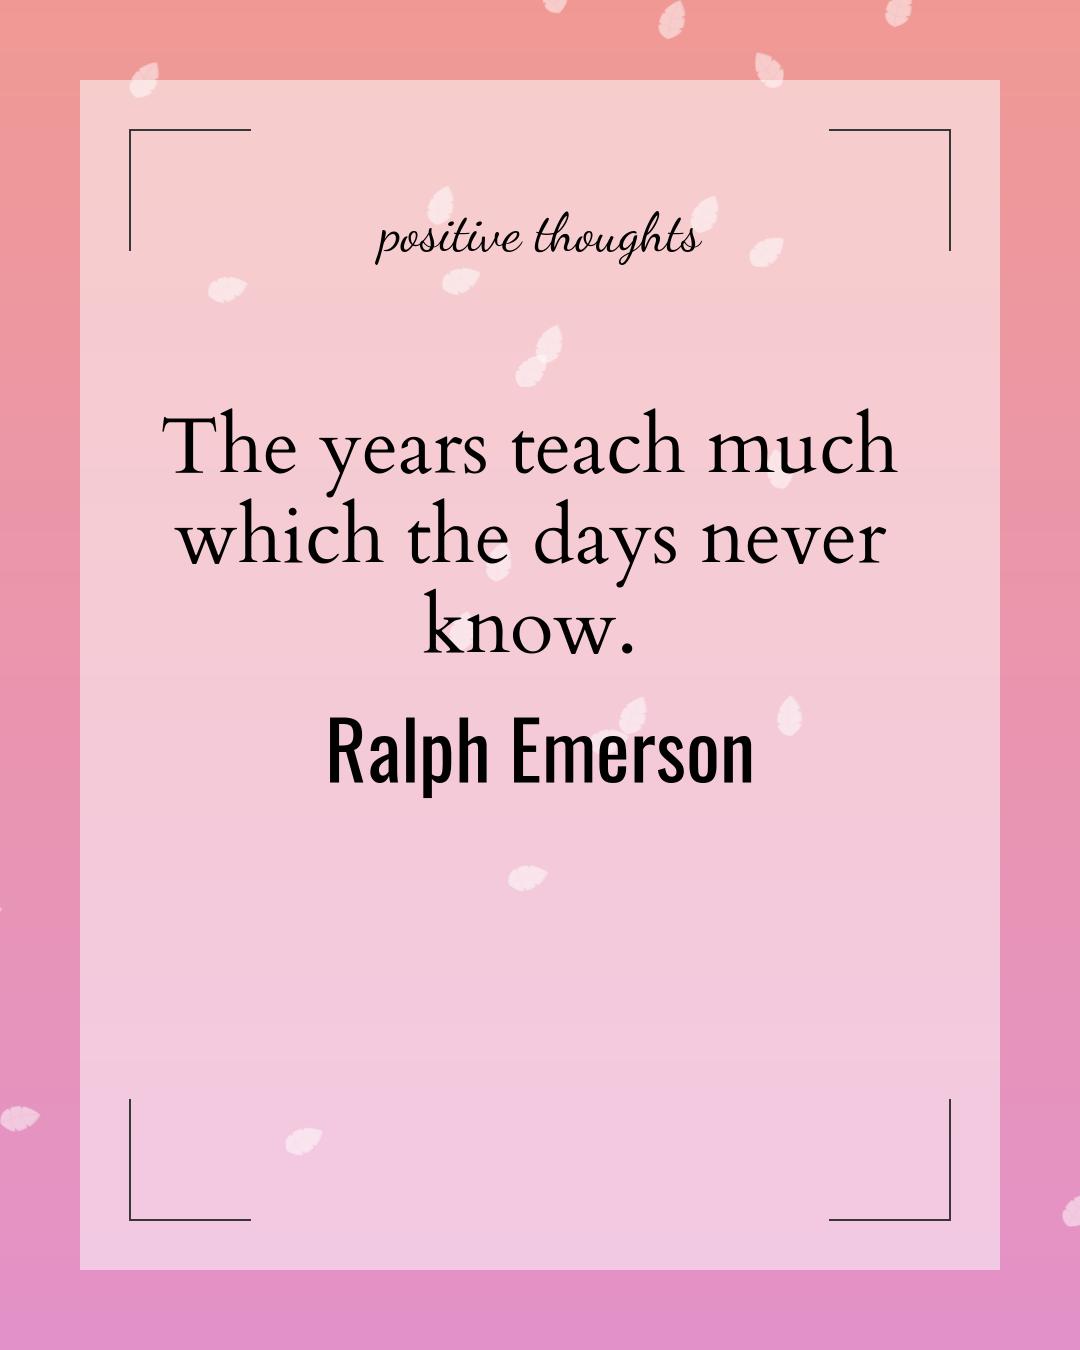 positive thoughts
The years teach much
which the days never
know.
Ralph Emerson